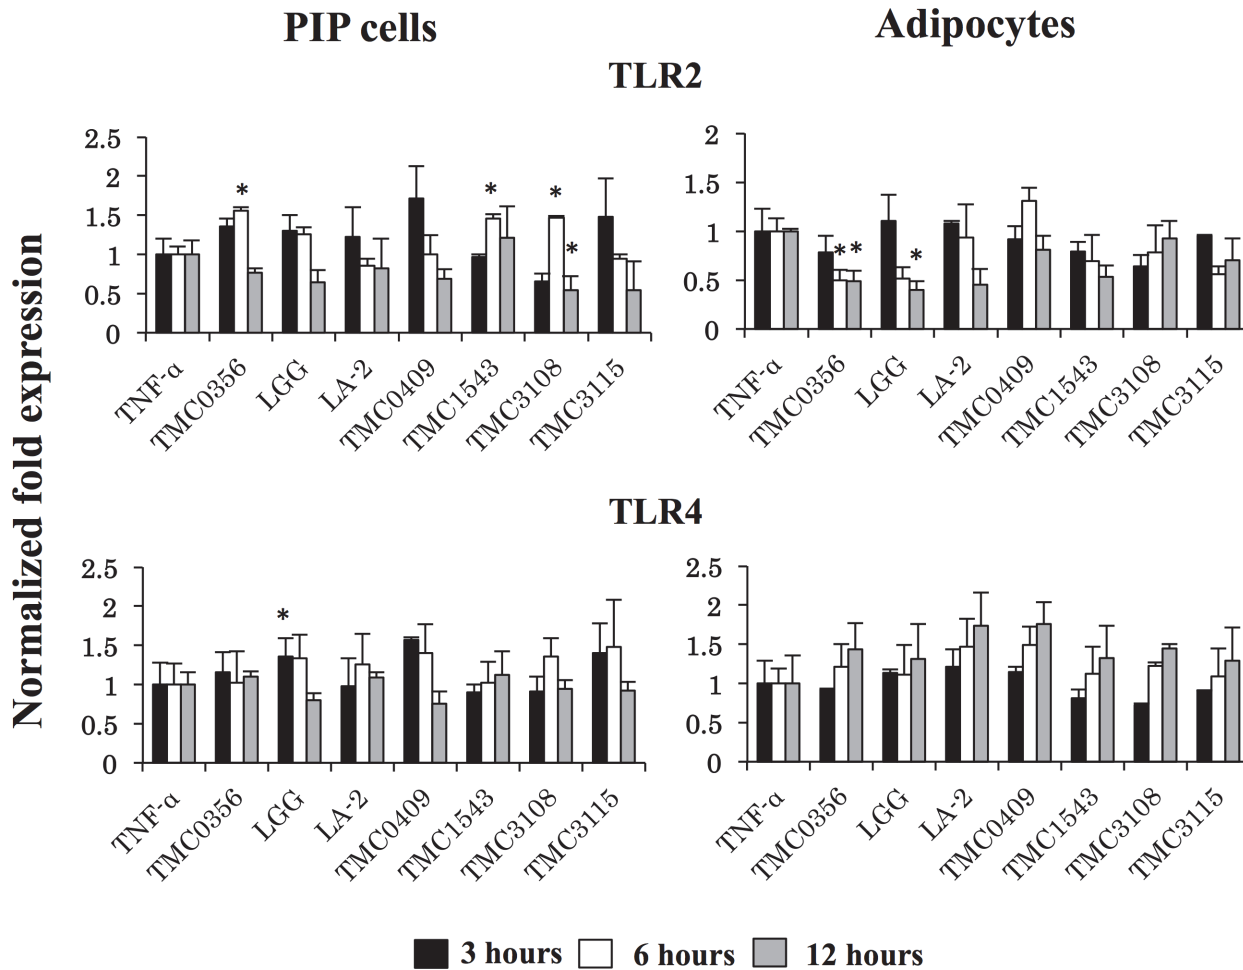 PIP cells
Adipocytes
TLR2
Normalized fold expression
2.5
2
1.5
1
0.5
0
*
*
*
*
TNF-α
TMC0356
LGG
LA-2
TMC0409
TMC1543
TMC3108
TMC3115
2
1.5
1
0.5
0
* *
*
TNF-α
TMC0356
LGG
LA-2
TMC0409
TMC1543
TMC3108
TMC3115
TLR4
2.5
2
1.5
1
0.5
0
*
TNF-α
TMC0356
LGG
LA-2
TMC0409
TMC1543
TMC3108
TMC3115
2.5
2
1.5
1
0.5
0
TNF-α
TMC0356
LGG
LA-2
TMC0409
TMC1543
TMC3108
TMC3115
3 hours 6 hours 12 hours